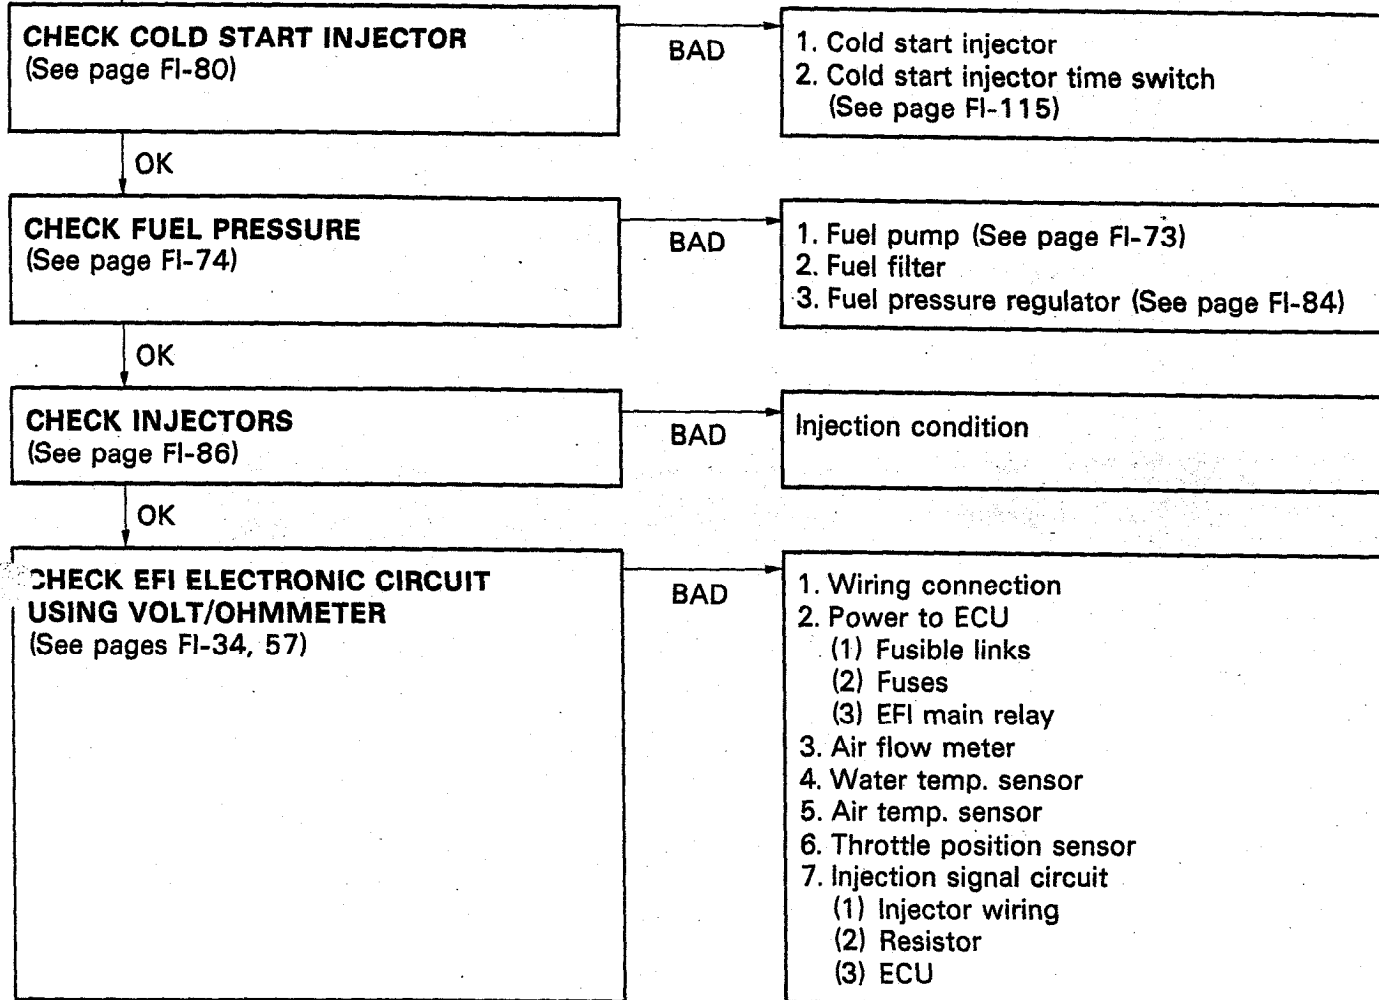 CHECK COLD START INJECTOR
(See page FI-80)
BAD
1. Cold start injector
2. Cold start injector time switch
(See page FI-115)
OK
CHECK FUEL PRESSURE
(See page FI-74)
BAD
1. Fuel pump (See page FI-73)
2. Fuel filter
3. Fuel pressure regulator (See page FI-84)
OK
CHECK INJECTORS
(See page FI-86)
BAD
Injection condition
OK
CHECK EFI ELECTRONIC CIRCUIT
USING VOLT/OHMMETER
(See pages FI-34, 57)
BAD
1. Wiring connection
2. Power to ECU
(1) Fusible links
(2) Fuses
(3) EFI main relay
3. Air flow meter
4. Water temp. sensor
5. Air temp. sensor
6. Throttle position sensor
7. Injection signal circuit
(1) Injector wiring
(2) Resistor
(3) ECU